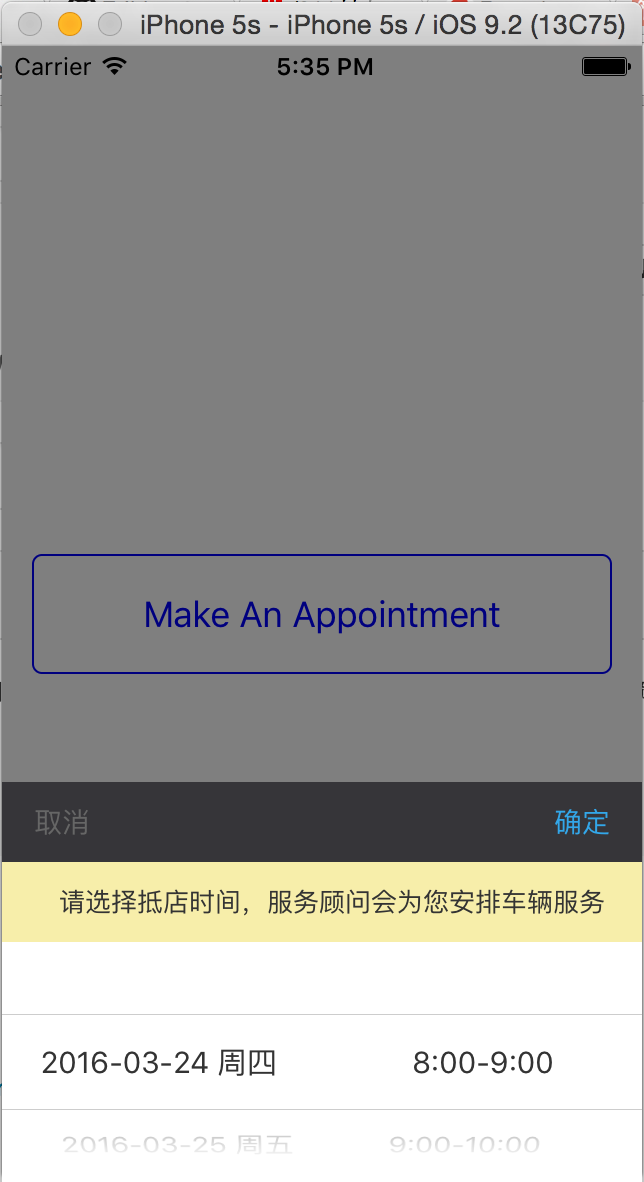 iPhone 5s - iPhone 5s / iOS 9.2 (13C75)
Carrier 5:35 PM
Make An Appointment
取消 确定
请选择抵店时间，服务顾问会为您安排车辆服务
2016-03-24 周四 8:00-9:00
2016-03-25 周五 9:00-10:00